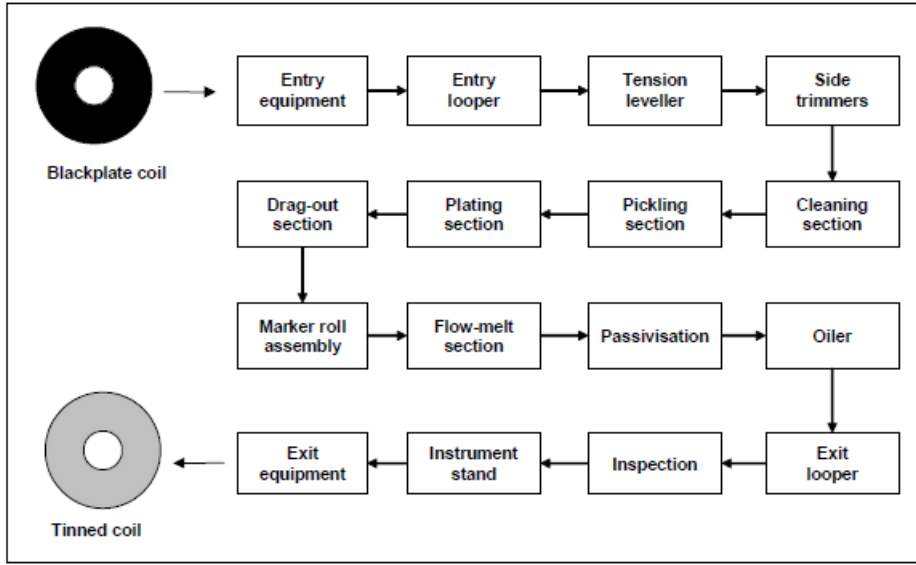 Blackplate coil
Entry
equipment
Entry
looper
Tension
leveller
Side
trimmers
Cleaning
section
Pickling
section
Plating
section
Drag-out
section
Marker roll
assembly
Flow-melt
section
Passivisation
Oiler
Exit
looper
Inspection
Instrument
stand
Exit
equipment
Tinned coil